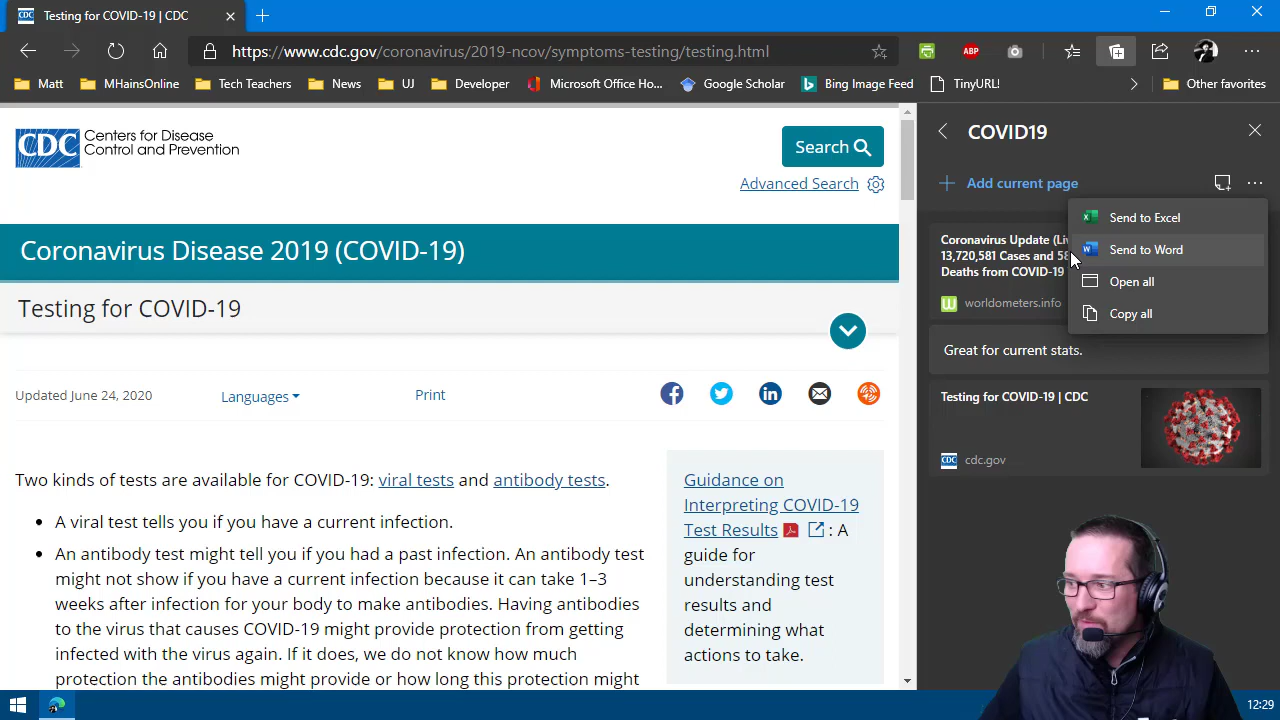 Testing for COVID-19 | CDC
https://www.cdc.gov/coronavirus/2019-ncov/symptoms-testing/testing.html
ABP
Matt
MHainsOnline
Tech Teachers
News
UJ
Developer
Microsoft Office Ho...
Google Scholar
Bing Image Feed
TinyURL!
Other favorites
CDC
Centers for Disease
Control and Prevention
Search
Advanced Search
Coronavirus Disease 2019 (COVID-19)
Testing for COVID-19
Updated June 24, 2020
Languages
Print
Two kinds of tests are available for COVID-19: viral tests and antibody tests.
• A viral test tells you if you have a current infection.
• An antibody test might tell you if you had a past infection. An antibody test
might not show if you have a current infection because it can take 1–3
weeks after infection for your body to make antibodies. Having antibodies
to the virus that causes COVID-19 might provide protection from getting
infected with the virus again. If it does, we do not know how much
protection the antibodies might provide or how long this protection might
Guidance on
Interpreting COVID-19
Test Results : A
guide for
understanding test
results and
determining what
actions to take.
COVID19
Add current page
Send to Excel
Send to Word
Open all
Copy all
Coronavirus Update (Li
13,720,581 Cases and 58
Deaths from COVID-19
worldometers.info
Great for current stats.
Testing for COVID-19 | CDC
cdc.gov
12:29